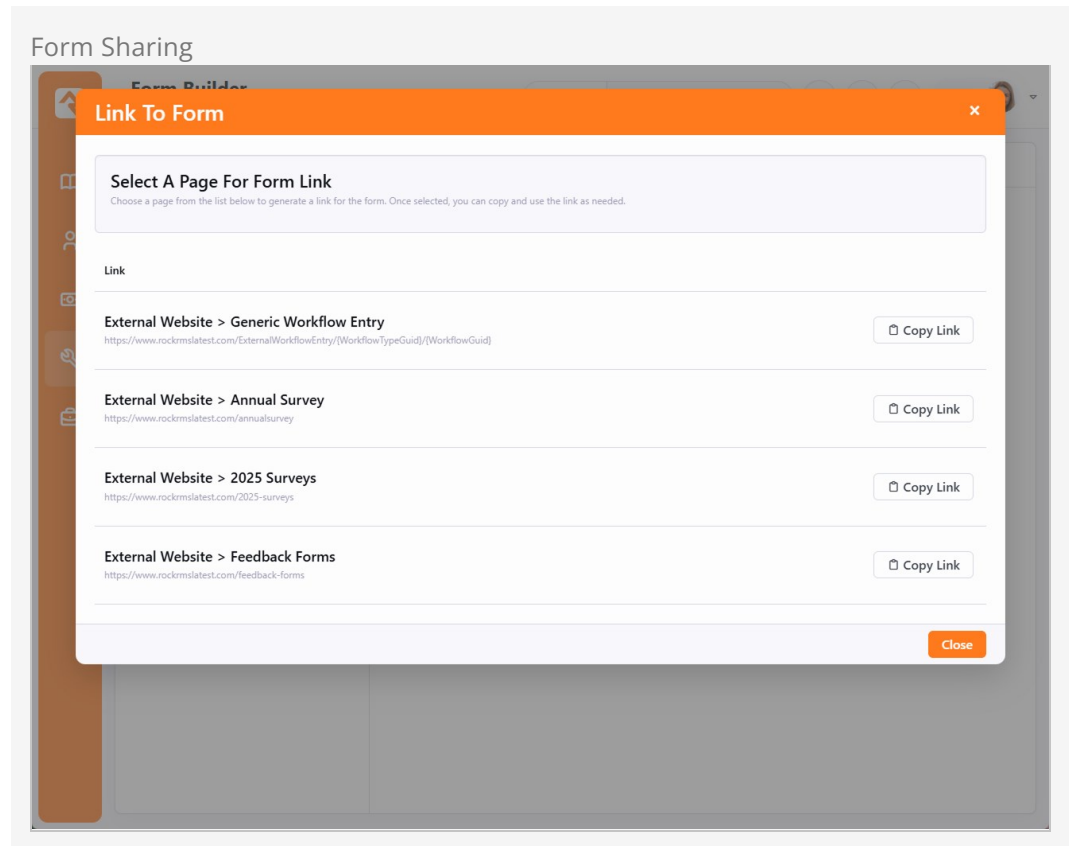 Form Sharing
Form Builder
Link To Form
Select A Page For Form Link
Choose a page from the list below to generate a link for the form. Once selected, you can copy and use the link as needed.
Link
External Website > Generic Workflow Entry
https://www.rockrmslatest.com/ExternalWorkflowEntry/{WorkflowTypeGuid}/{WorkflowGuid}
Copy Link
External Website > Annual Survey
https://www.rockrmslatest.com/annualsurvey
Copy Link
External Website > 2025 Surveys
https://www.rockrmslatest.com/2025-surveys
Copy Link
External Website > Feedback Forms
https://www.rockrmslatest.com/feedback-forms
Copy Link
Close